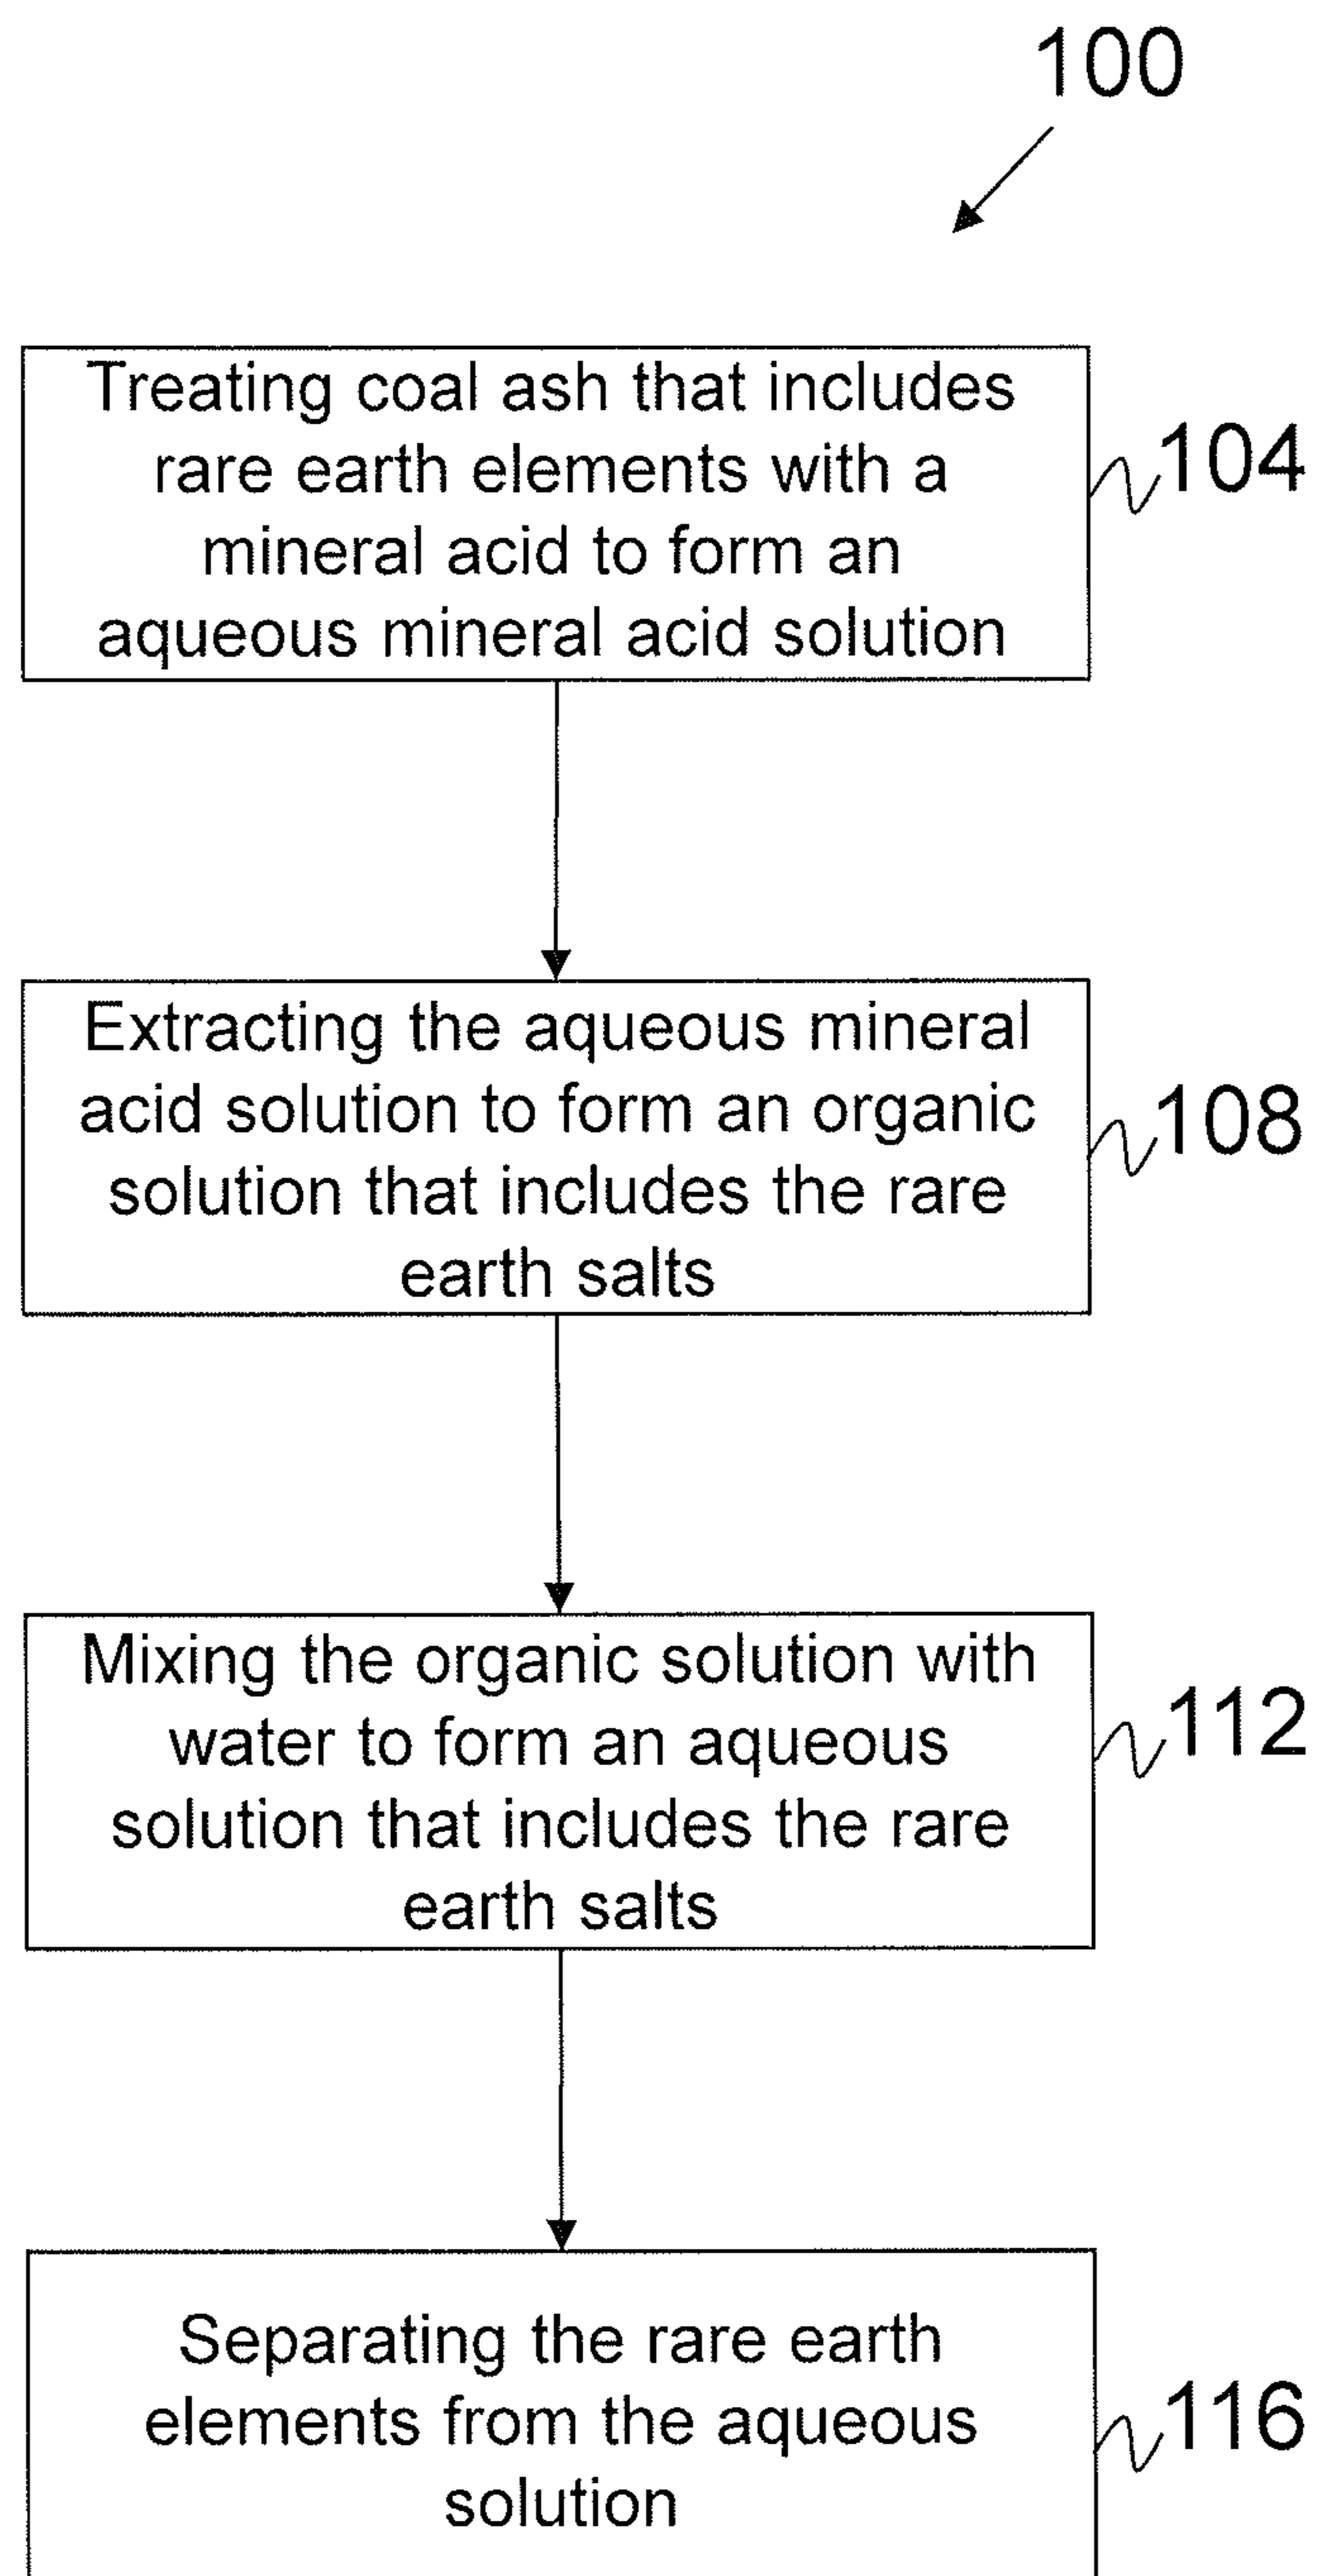 100
Treating coal ash that includes
rare earth elements with a
mineral acid to form an
aqueous mineral acid solution
104
Extracting the aqueous mineral
acid solution to form an organic
solution that includes the rare
earth salts
108
Mixing the organic solution with
water to form an aqueous
solution that includes the rare
earth salts
112
Separating the rare earth
elements from the aqueous
solution
116